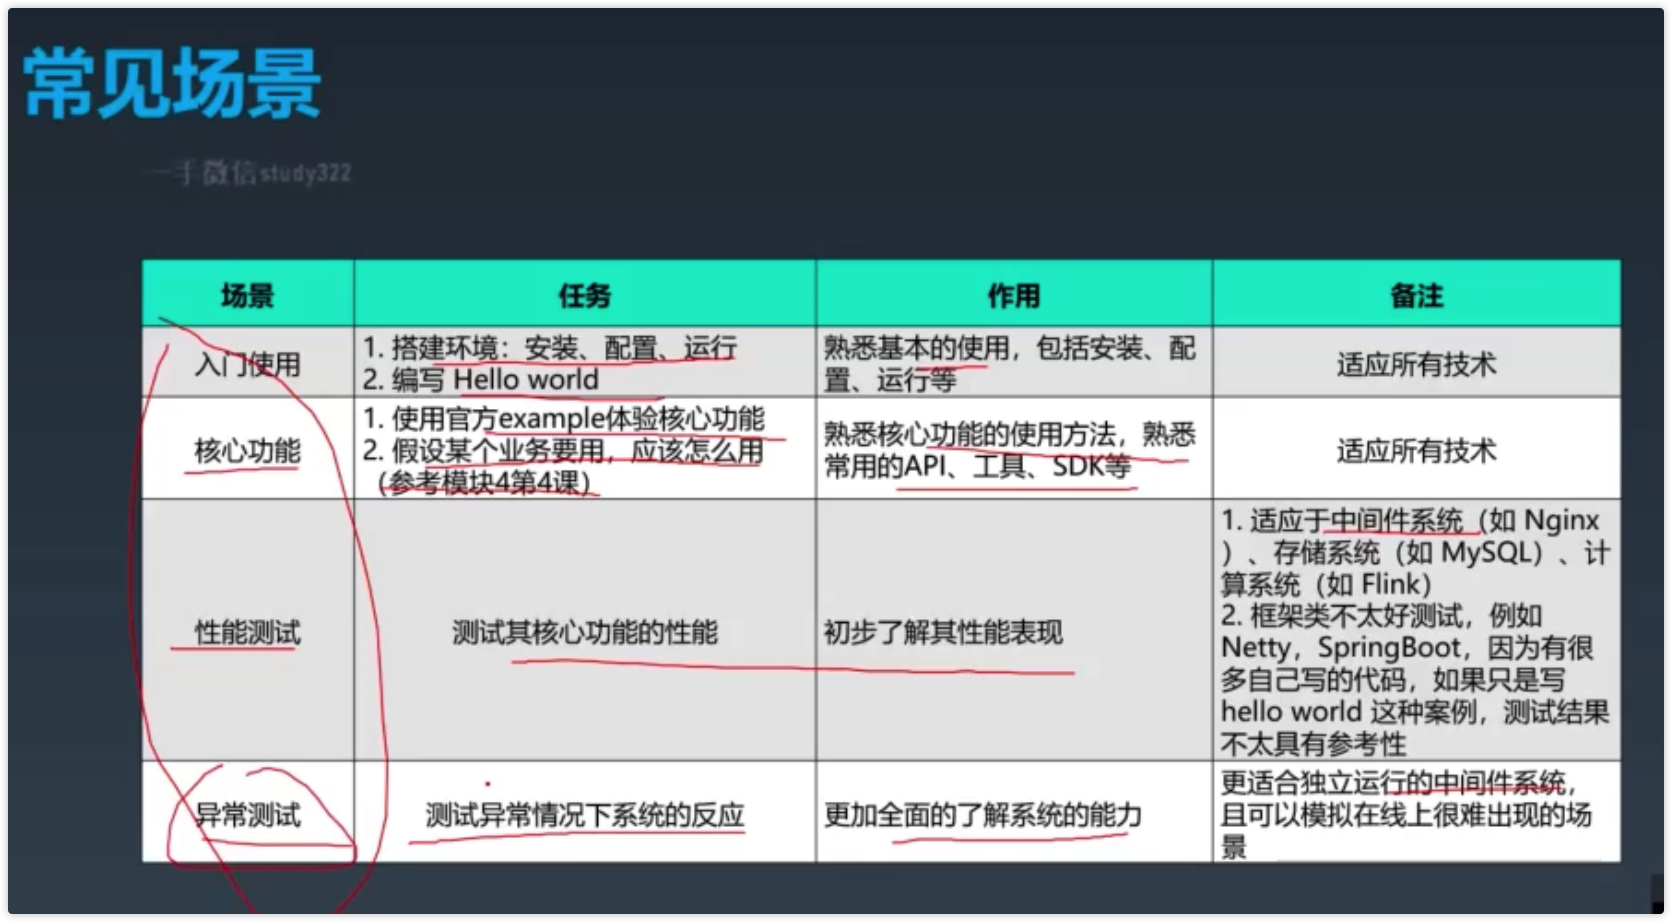 常见场景
一手微信study322
场景 任务 作用 备注
入门使用
1. 搭建环境：安装、配置、运行
2. 编写 Hello world
熟悉基本的使用，包括安装、配
置、运行等
适应所有技术
核心功能
1. 使用官方example体验核心功能
2. 假设某个业务要用，应该怎么用
（参考模块4第4课）
熟悉核心功能的使用方法，熟悉
常用的API、工具、SDK等
适应所有技术
性能测试
测试其核心功能的性能
初步了解其性能表现
1. 适应于中间件系统（如 Nginx
）、存储系统（如 MySQL）、计
算系统（如 Flink）
2. 框架类不太好测试，例如
Netty，SpringBoot，因为有很
多自己写的代码，如果只是写
hello world 这种案例，测试结果
不太具有参考性
异常测试
测试异常情况下系统的反应
更加全面的了解系统的能力
更适合独立运行的中间件系统，
且可以模拟在线上很难出现的场
景